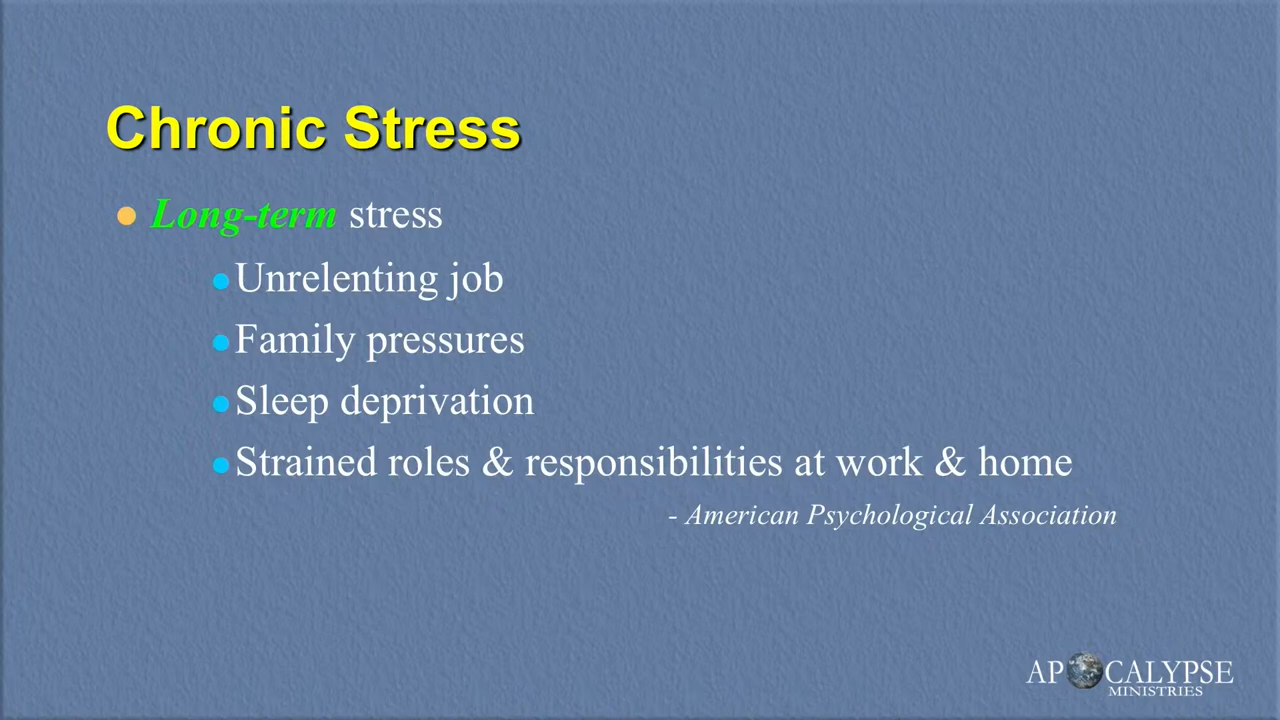 Chronic Stress
Long-term stress
Unrelenting job
Family pressures
Sleep deprivation
Strained roles & responsibilities at work & home
- American Psychological Association
APOCALYPSE
MINISTRIES